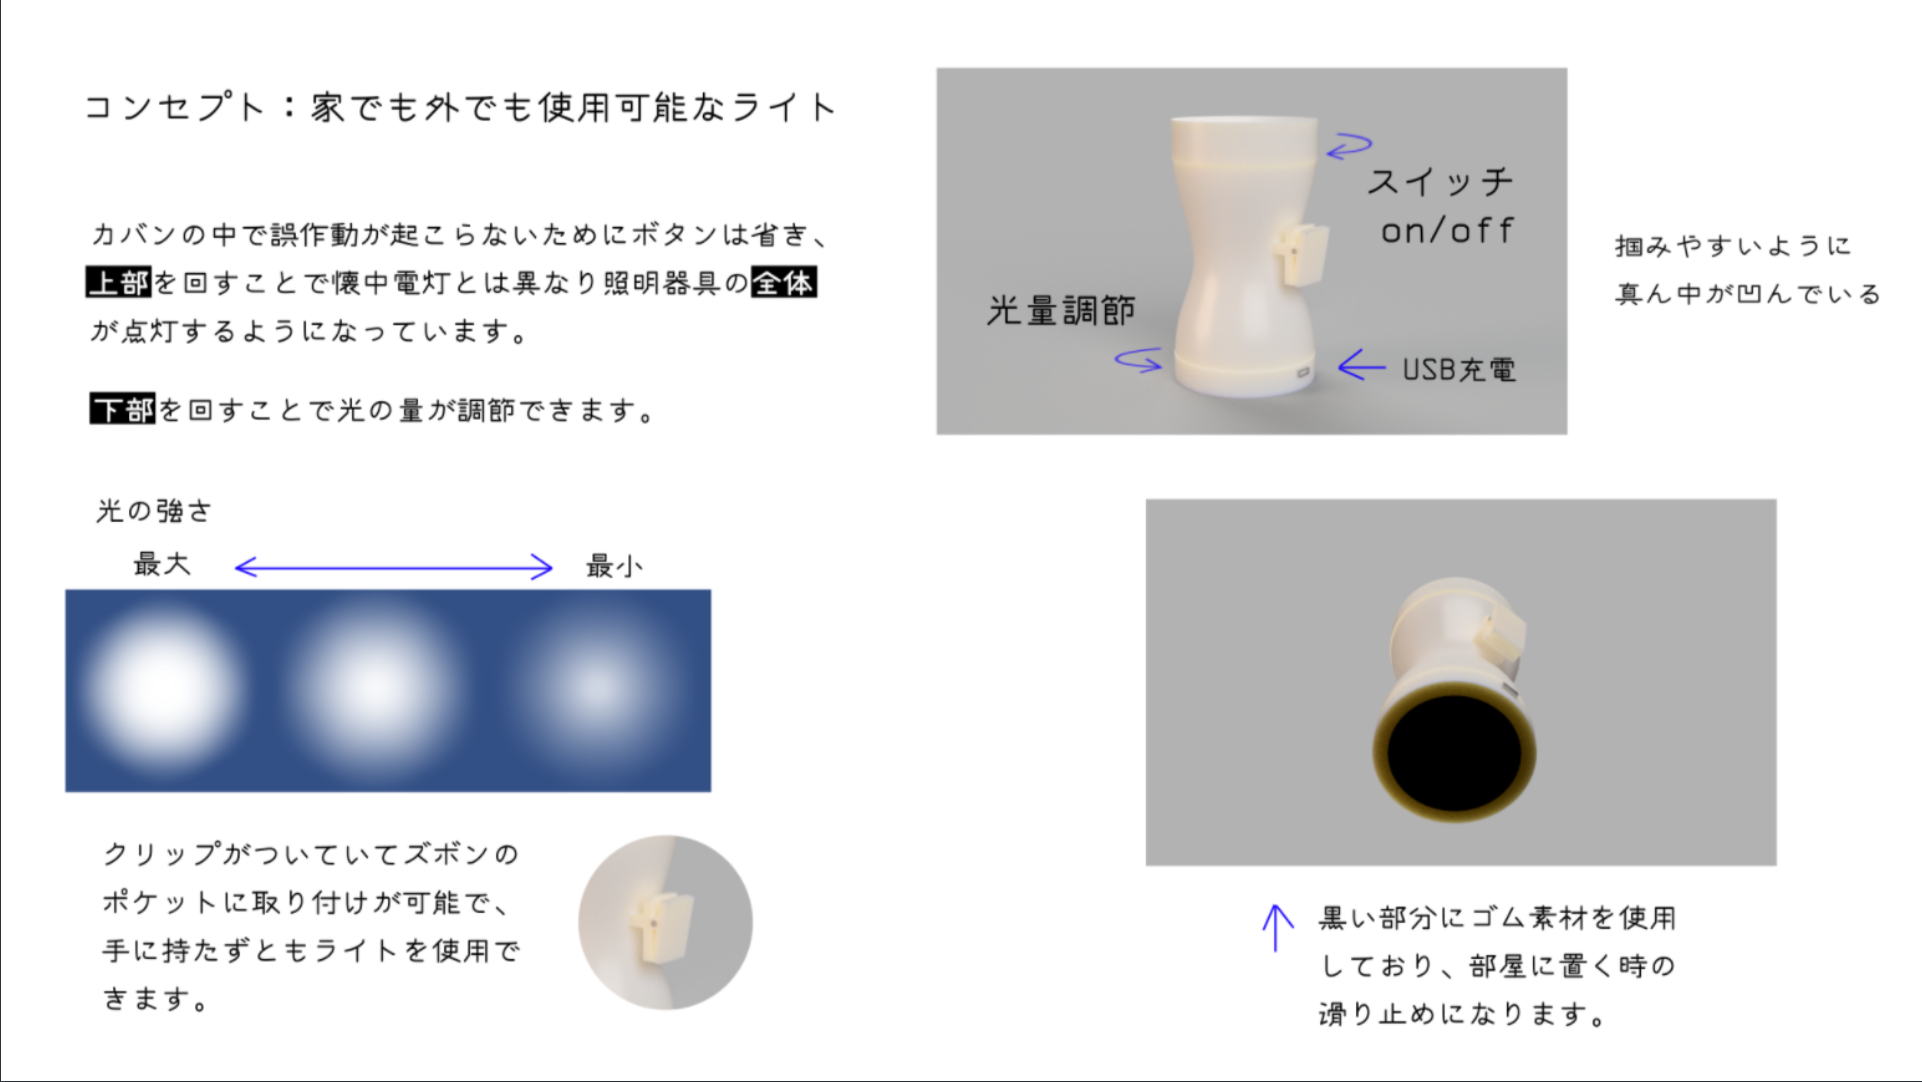 コンセプト：家でも外でも使用可能なライト
カバンの中で誤作動が起こらないためにボタンは省き、
上部を回すことで懐中電灯とは異なり照明器具の全体
が点灯するようになっています。
下部を回すことで光の量が調節できます。
光の強さ
最大
最小
クリップがついていてズボンの
ポケットに取り付けが可能で、
手に持たずともライトを使用で
きます。
スイッチ
on/off
光量調節
USB充電
掴みやすいように
真ん中が凹んでいる
黒い部分にゴム素材を使用
しており、部屋に置く時の
滑り止めになります。